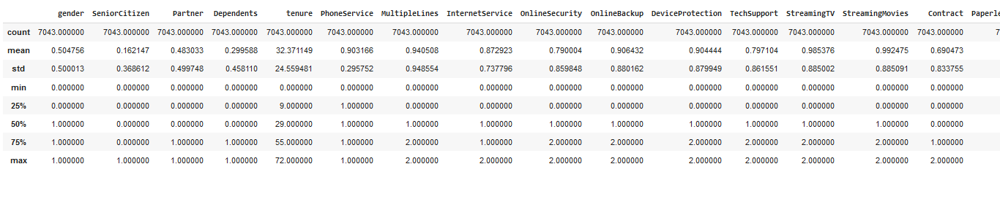 gender SeniorCitizen Partner Dependents tenure PhoneService MultipleLines InternetService OnlineSecurity OnlineBackup DeviceProtection TechSupport StreamingTV StreamingMovies Contract Paperle
count 7043.000000 7043.000000 7043.000000 7043.000000 7043.000000 7043.000000 7043.000000 7043.000000 7043.000000 7043.000000 7043.000000 7043.000000 7043.000000 7043.000000 7043.000000 7
mean 0.504756 0.162147 0.483033 0.299588 32.371149 0.903166 0.940508 0.872923 0.790004 0.906432 0.904444 0.797104 0.985376 0.992475 0.690473
std 0.500013 0.368612 0.499748 0.458110 24.559481 0.295752 0.948554 0.737796 0.859848 0.880162 0.879949 0.861551 0.885002 0.885091 0.833755
min 0.000000 0.000000 0.000000 0.000000 0.000000 0.000000 0.000000 0.000000 0.000000 0.000000 0.000000 0.000000 0.000000 0.000000 0.000000
25% 0.000000 0.000000 0.000000 0.000000 9.000000 1.000000 0.000000 0.000000 0.000000 0.000000 0.000000 0.000000 0.000000 0.000000 0.000000
50% 1.000000 0.000000 0.000000 0.000000 29.000000 1.000000 1.000000 1.000000 1.000000 1.000000 1.000000 1.000000 1.000000 1.000000 0.000000
75% 1.000000 0.000000 1.000000 1.000000 55.000000 1.000000 2.000000 1.000000 2.000000 2.000000 2.000000 2.000000 2.000000 2.000000 1.000000
max 1.000000 1.000000 1.000000 1.000000 72.000000 1.000000 2.000000 2.000000 2.000000 2.000000 2.000000 2.000000 2.000000 2.000000 2.000000